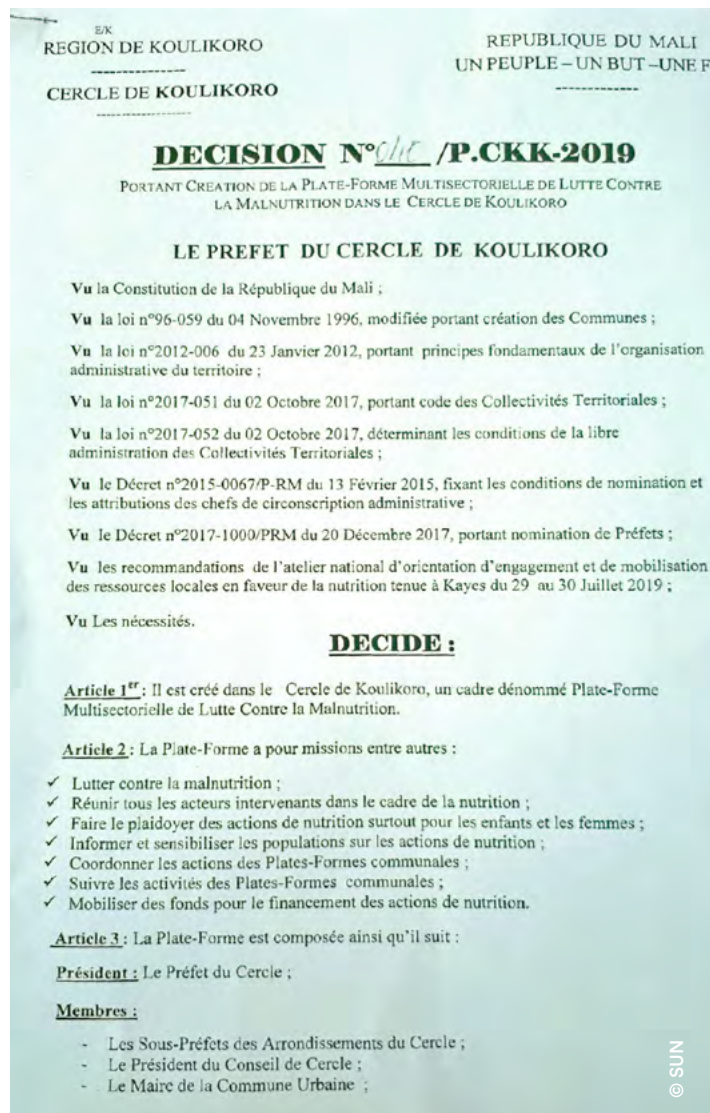 E/K
REGION DE KOULIKORO
REPUBLIQUE DU MALI
UN PEUPLE – UN BUT –UNE F
CERCLE DE KOULIKORO
DECISION N° /P.CKK-2019
PORTANT CREATION DE LA PLATE-FORME MULTISECTORIELLE DE LUTTE CONTRE
LA MALNUTRITION DANS LE CERCLE DE KOULIKORO
LE PREFET DU CERCLE DE KOULIKORO
Vu la Constitution de la République du Mali ;
Vu la loi n°96-059 du 04 Novembre 1996, modifiée portant création des Communes ;
Vu la loi n°2012-006 du 23 Janvier 2012, portant principes fondamentaux de l'organisation
administrative du territoire ;
Vu la loi n°2017-051 du 02 Octobre 2017, portant code des Collectivités Territoriales ;
Vu la loi n°2017-052 du 02 Octobre 2017, déterminant les conditions de la libre
administration des Collectivités Territoriales ;
Vu le Décret n°2015-0067/P-RM du 13 Février 2015, fixant les conditions de nomination et
les attributions des chefs de circonscription administrative ;
Vu le Décret n°2017-1000/PRM du 20 Décembre 2017, portant nomination de Préfets ;
Vu les recommandations de l'atelier national d'orientation d'engagement et de mobilisation
des ressources locales en faveur de la nutrition tenue à Kayes du 29 au 30 Juillet 2019 ;
Vu Les nécessités.
DECIDE :
Article 1er : Il est créé dans le Cercle de Koulikoro, un cadre dénommé Plate-Forme
Multisectorielle de Lutte Contre la Malnutrition.
Article 2 : La Plate-Forme a pour missions entre autres :
✓ Lutter contre la malnutrition ;
✓ Réunir tous les acteurs intervenants dans le cadre de la nutrition ;
✓ Faire le plaidoyer des actions de nutrition surtout pour les enfants et les femmes ;
✓ Informer et sensibiliser les populations sur les actions de nutrition ;
✓ Coordonner les actions des Plates-Formes communales ;
✓ Suivre les activités des Plates-Formes communales ;
✓ Mobiliser des fonds pour le financement des actions de nutrition.
Article 3 : La Plate-Forme est composée ainsi qu'il suit :
Président : Le Préfet du Cercle ;
Membres :
- Les Sous-Préfets des Arrondissements du Cercle ;
- Le Président du Conseil de Cercle ;
- Le Maire de la Commune Urbaine ;
© SUN